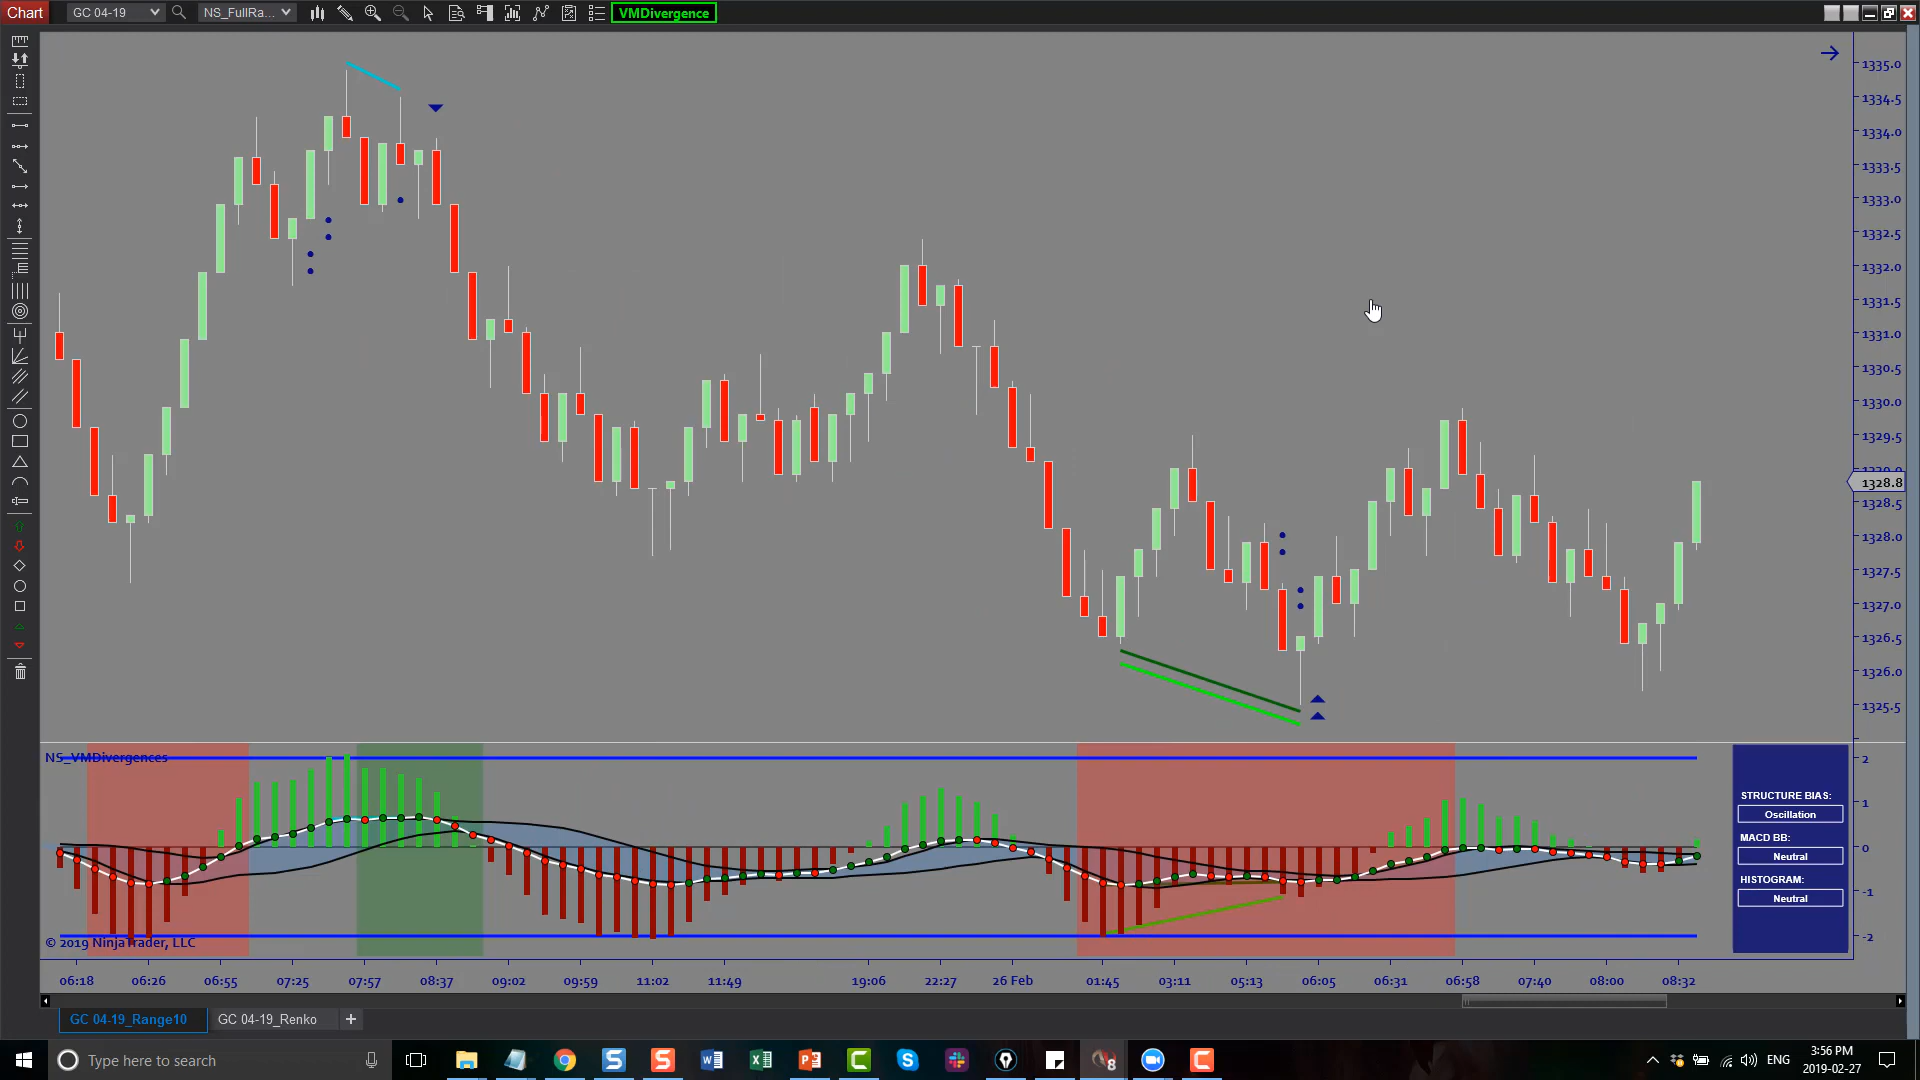 Chart GC 04-19 NS_FullRa... VMDivergence
1335.0
1334.5
1334.0
1333.5
1333.0
1332.5
1332.0
1331.5
1331.0
1330.5
1330.0
1329.5
1328.8
1328.5
1328.0
1327.5
1327.0
1326.5
1326.0
1325.5
NS_VMDivergences
2
STRUCTURE BIAS:
1
Oscillation
MACD BB:
0
Neutral
HISTOGRAM:
-1
Neutral
-2
© 2019 NinjaTrader, LLC
06:18 06:26 06:55 07:25 07:57 08:37 09:02 09:59 11:02 11:49 19:06 22:27 26 Feb 01:45 03:11 05:13 06:05 06:31 06:58 07:40 08:00 08:32
GC 04-19_Range10 GC 04-19_Renko +
Type here to search
ENG
3:56 PM
2019-02-27